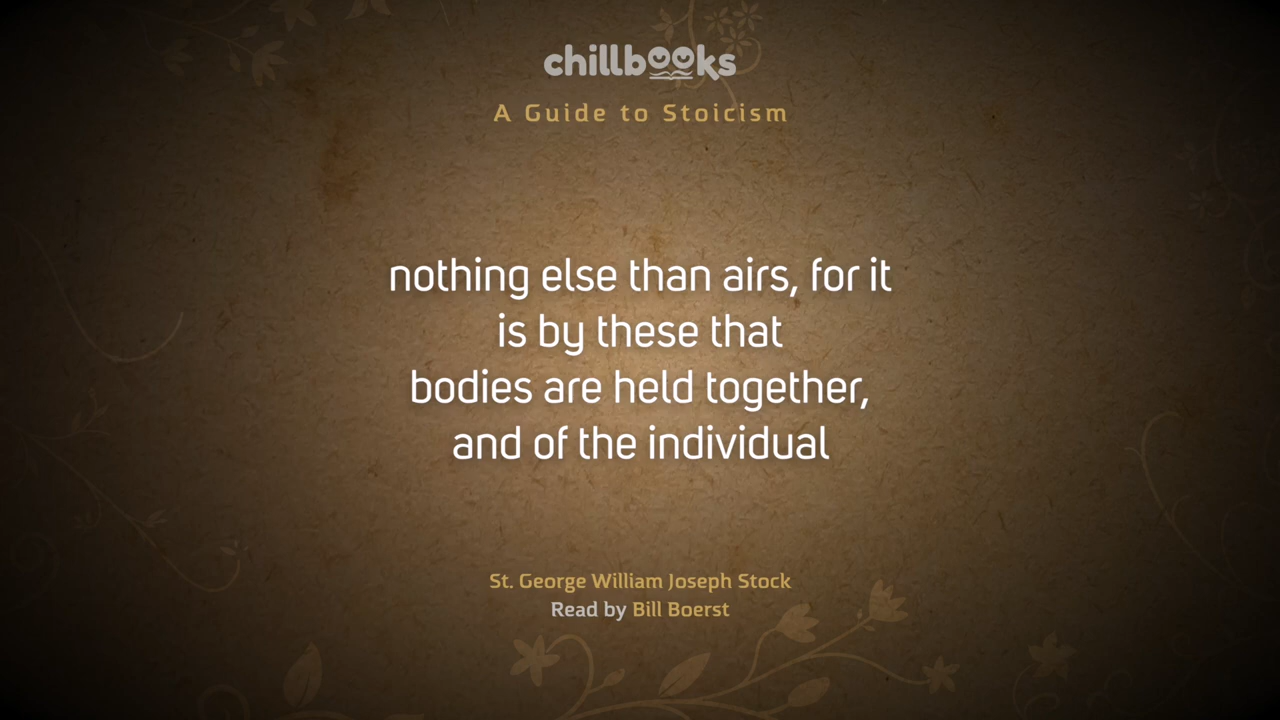 chillbooks
A Guide to Stoicism
nothing else than airs, for it
is by these that
bodies are held together,
and of the individual
St. George William Joseph Stock
Read by Bill Boerst